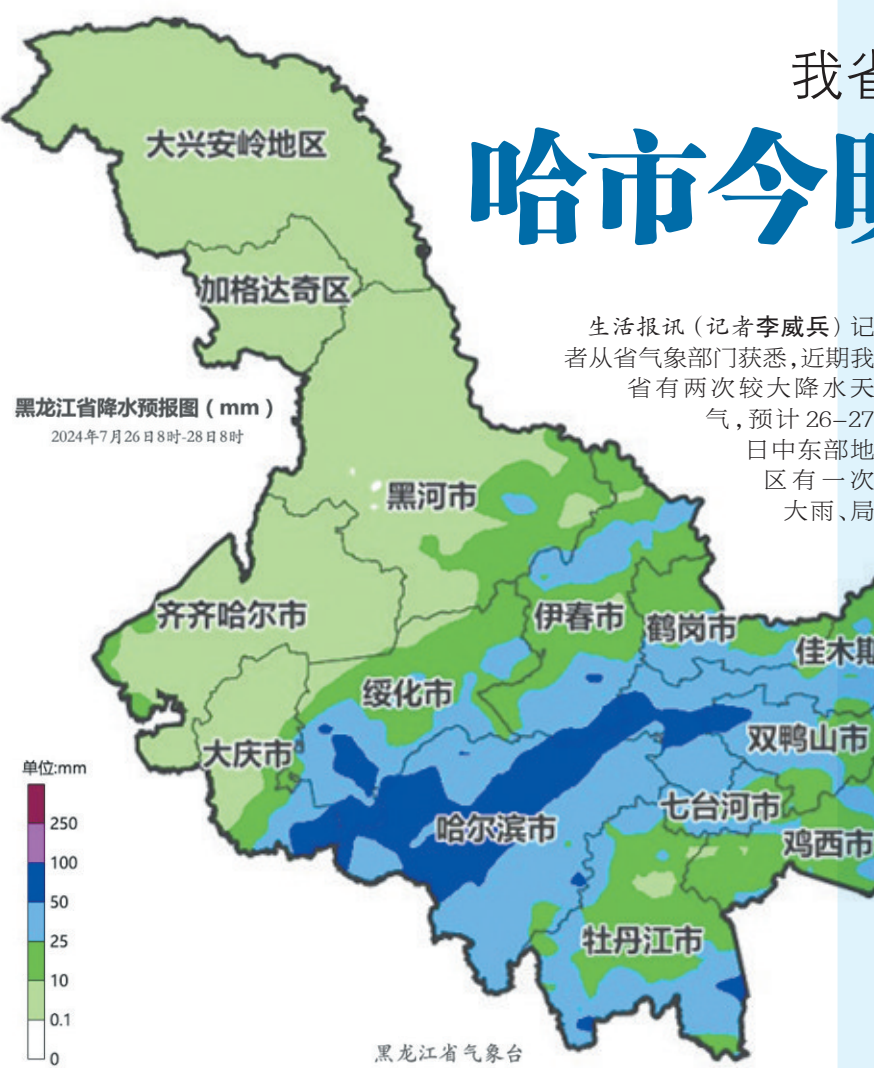 我省
哈市今明
生活报讯（记者李威兵）记
者从省气象部门获悉，近期我
省有两次较大降水天
气，预计26—27
日中东部地
区有一次
大雨、局
大兴安岭地区
加格达奇区
黑龙江省降水预报图（mm）
2024年7月26日8时-28日8时
黑河市
齐齐哈尔市
伊春市
鹤岗市
佳木斯
绥化市
大庆市
双鸭山市
七台河市
哈尔滨市
鸡西市
牡丹江市
单位:mm
250
100
50
25
10
0.1
0
黑龙江省气象台